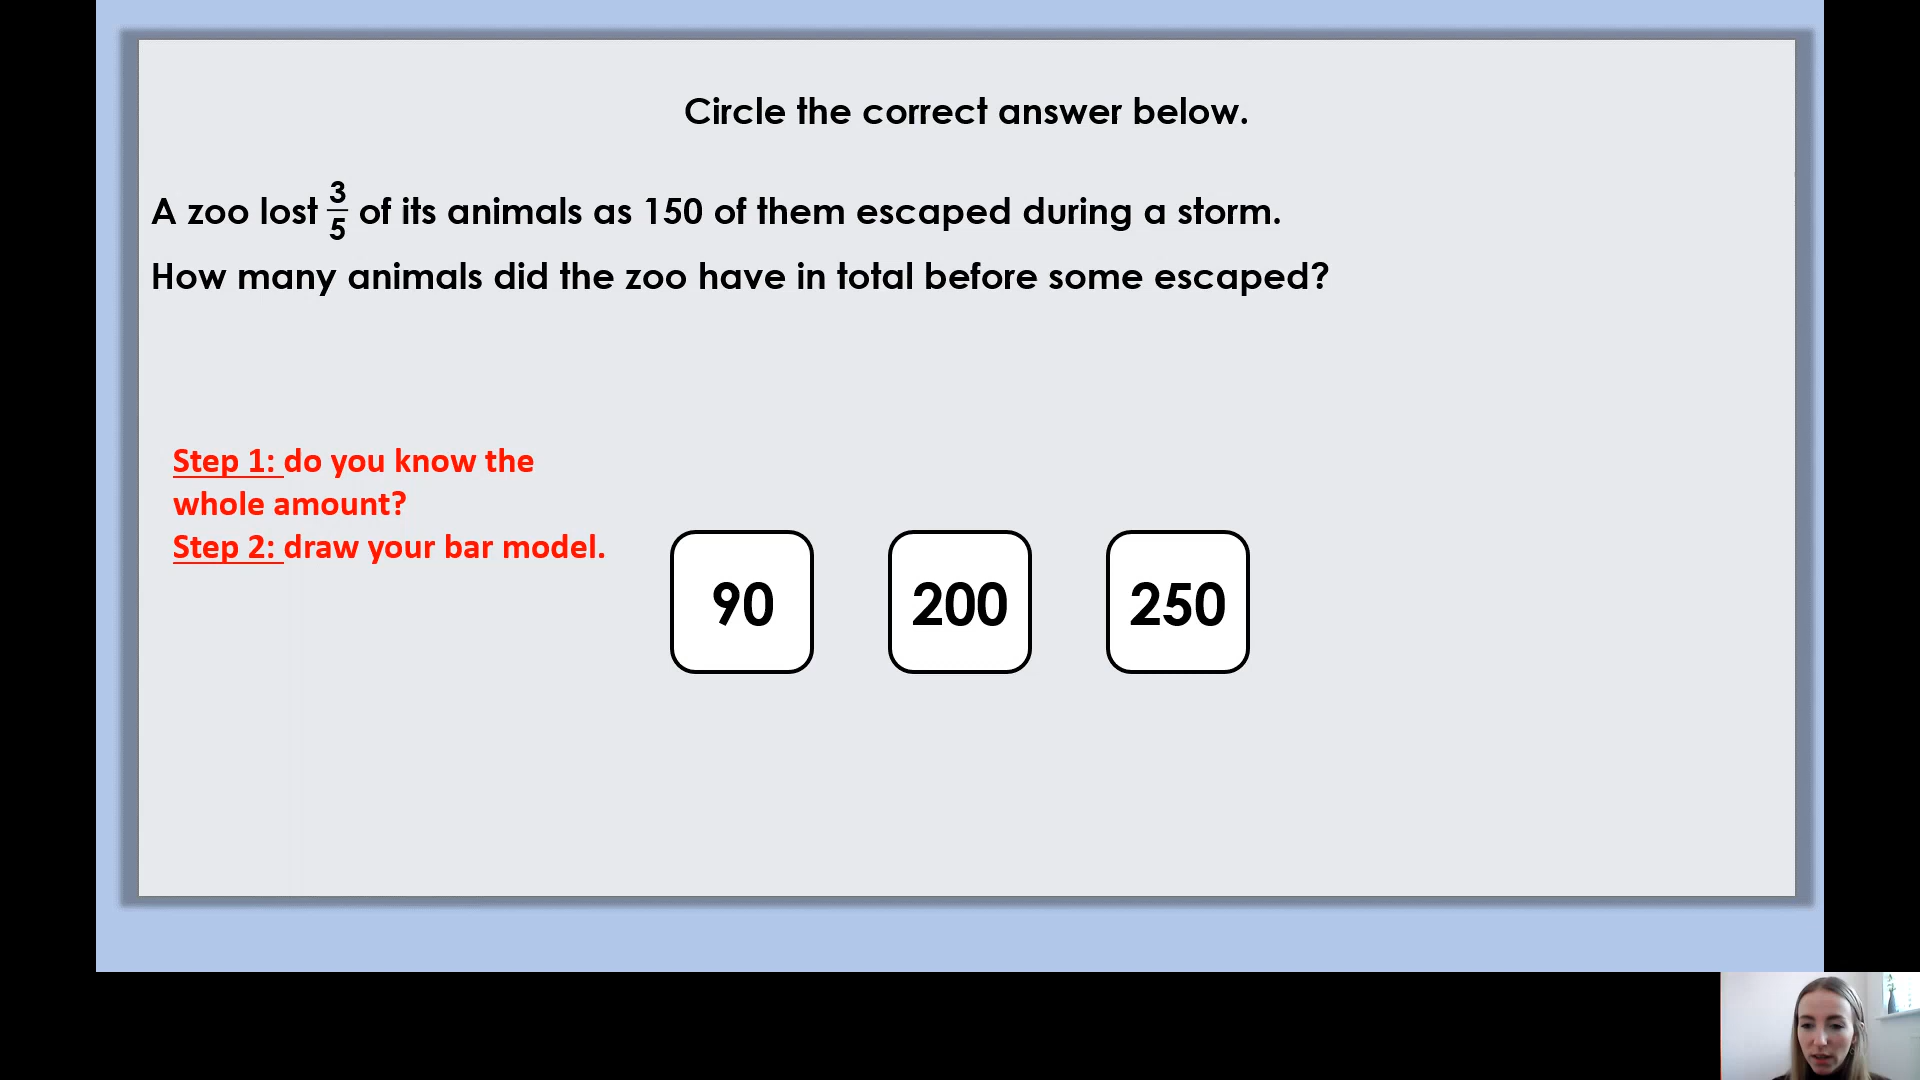 Circle the correct answer below.
A zoo lost 3/5 of its animals as 150 of them escaped during a storm.
How many animals did the zoo have in total before some escaped?
Step 1: do you know the
whole amount?
Step 2: draw your bar model.
90 200 250